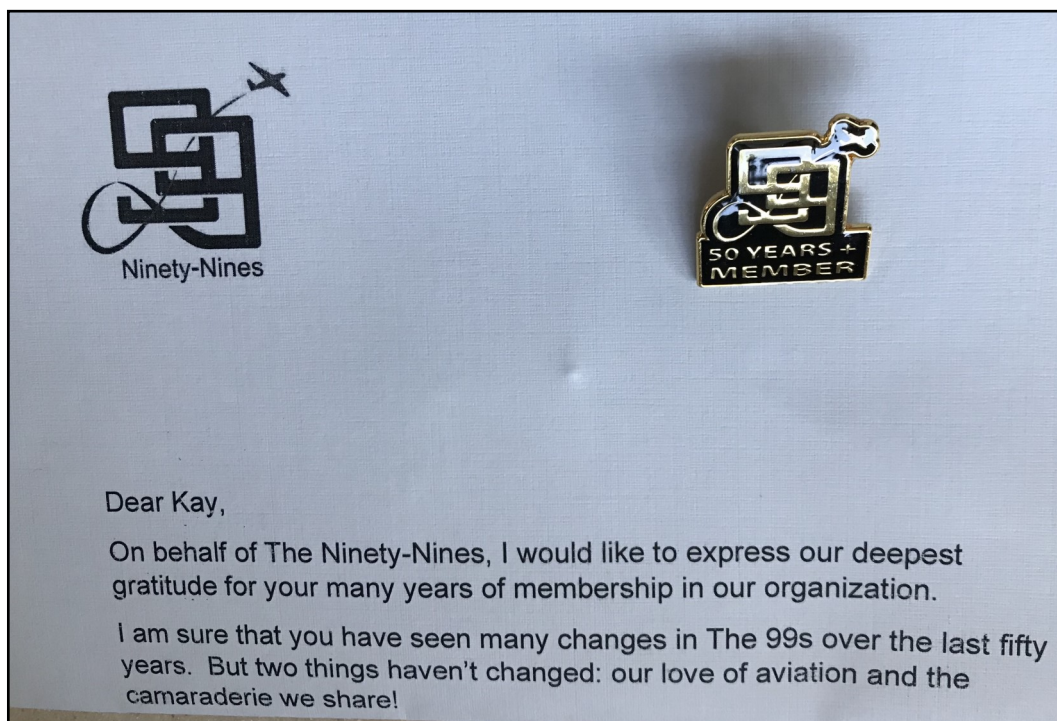 99
Ninety-Nines
99
50 YEARS +
MEMBER
Dear Kay,
On behalf of The Ninety-Nines, I would like to express our deepest
gratitude for your many years of membership in our organization.
I am sure that you have seen many changes in The 99s over the last fifty
years. But two things haven't changed: our love of aviation and the
camaraderie we share!